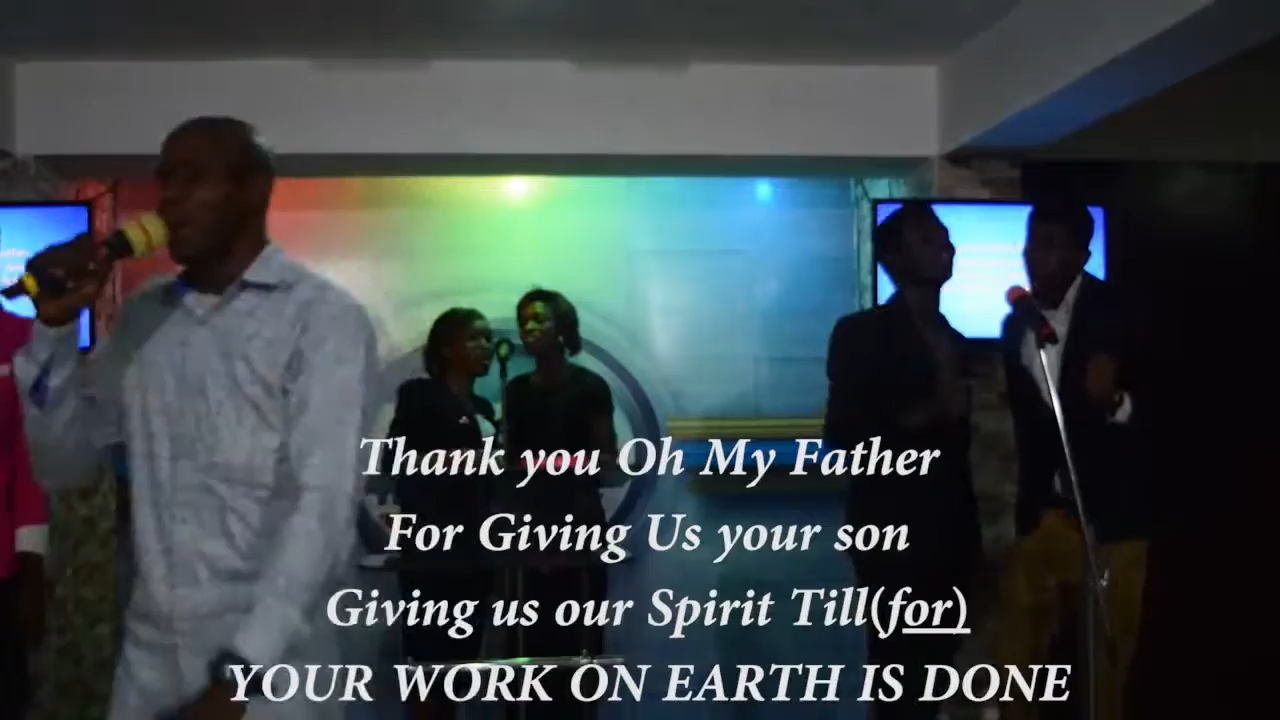 Thank you Oh My Father
For Giving Us your son
Giving us our Spirit Till(for)
YOUR WORK ON EARTH IS DONE